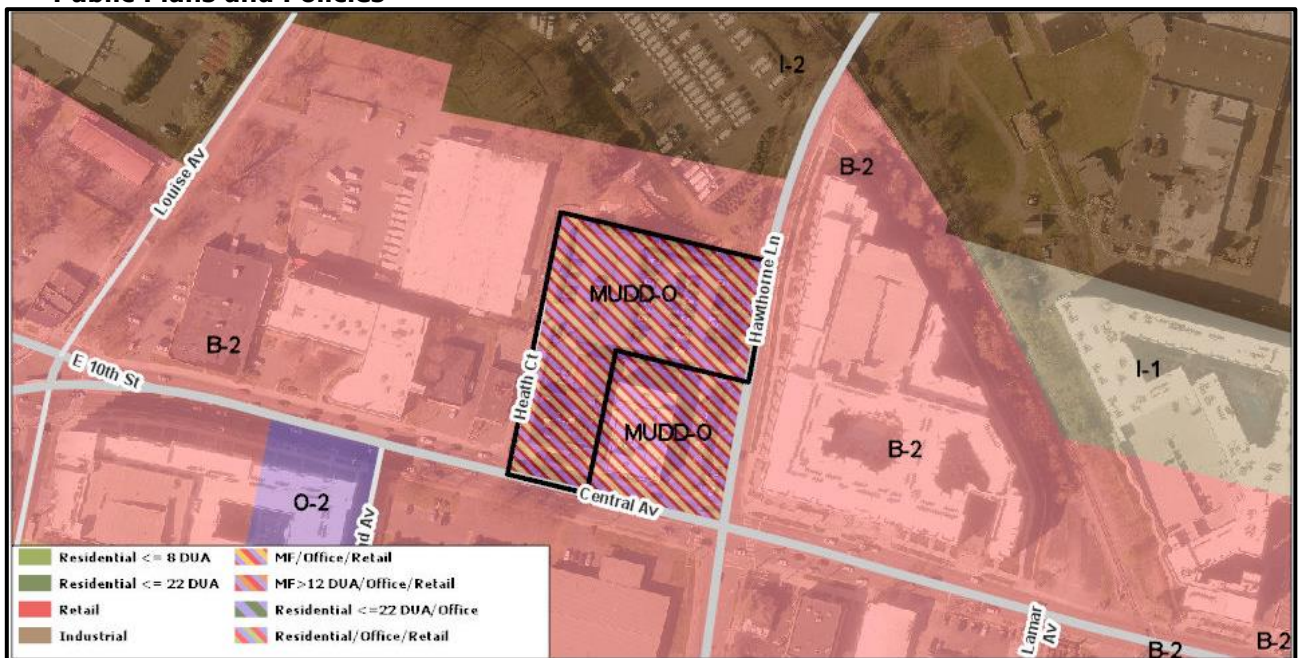 Public Plans and Policies
I-2
Louise Av
B-2
MUDD-O
Hawthorne Ln
B-2
E 10th St
Heath Ct
I-1
MUDD-O
B-2
O-2
Central Av
d Av
Residential <= 8 DUA
MF/Office/Retail
Residential <= 22 DUA
MF>12 DUA/Office/Retail
Retail
Residential <=22 DUA/Office
Industrial
Residential/Office/Retail
Lamar
Av
B-2
B-2